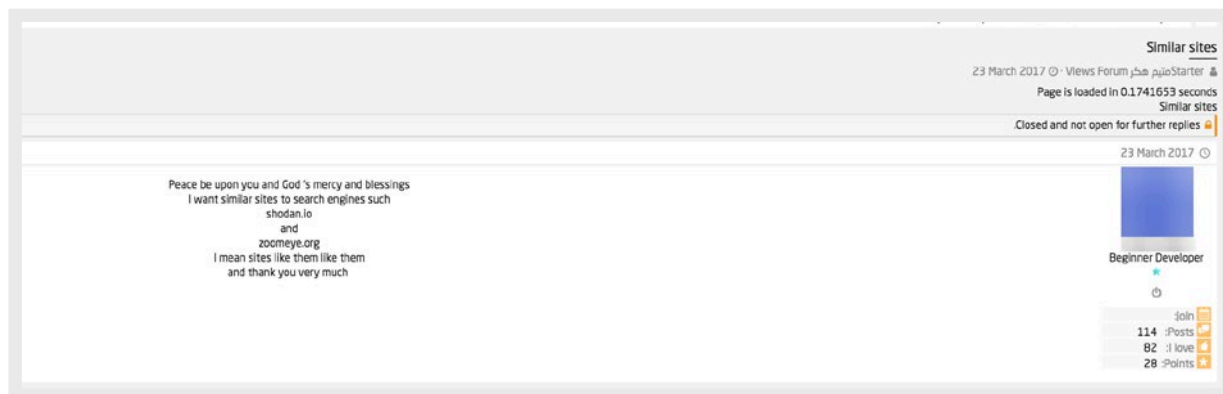 Similar sites
23 March 2017 · Views Forum متيم هكر Starter
Page is loaded in 0.1741653 seconds
Similar sites
.Closed and not open for further replies
23 March 2017
Peace be upon you and God 's mercy and blessings
I want similar sites to search engines such
shodan.io
and
zoomeye.org
I mean sites like them like them
and thank you very much
Beginner Developer
:Join
114 :Posts
82 :I love
28 :Points